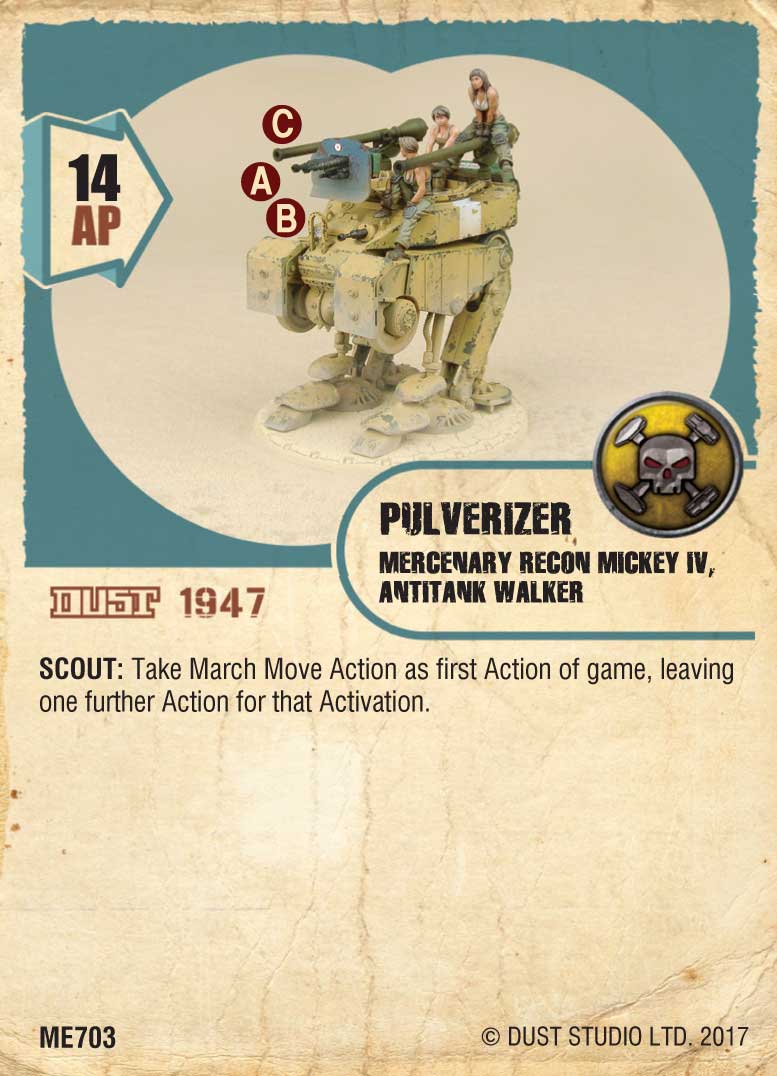 14
AP
C
A
B
PULVERIZER
MERCENARY RECON MICKEY IV,
ANTITANK WALKER
DUST 1947
SCOUT: Take March Move Action as first Action of game, leaving
one further Action for that Activation.
ME703
© DUST STUDIO LTD. 2017